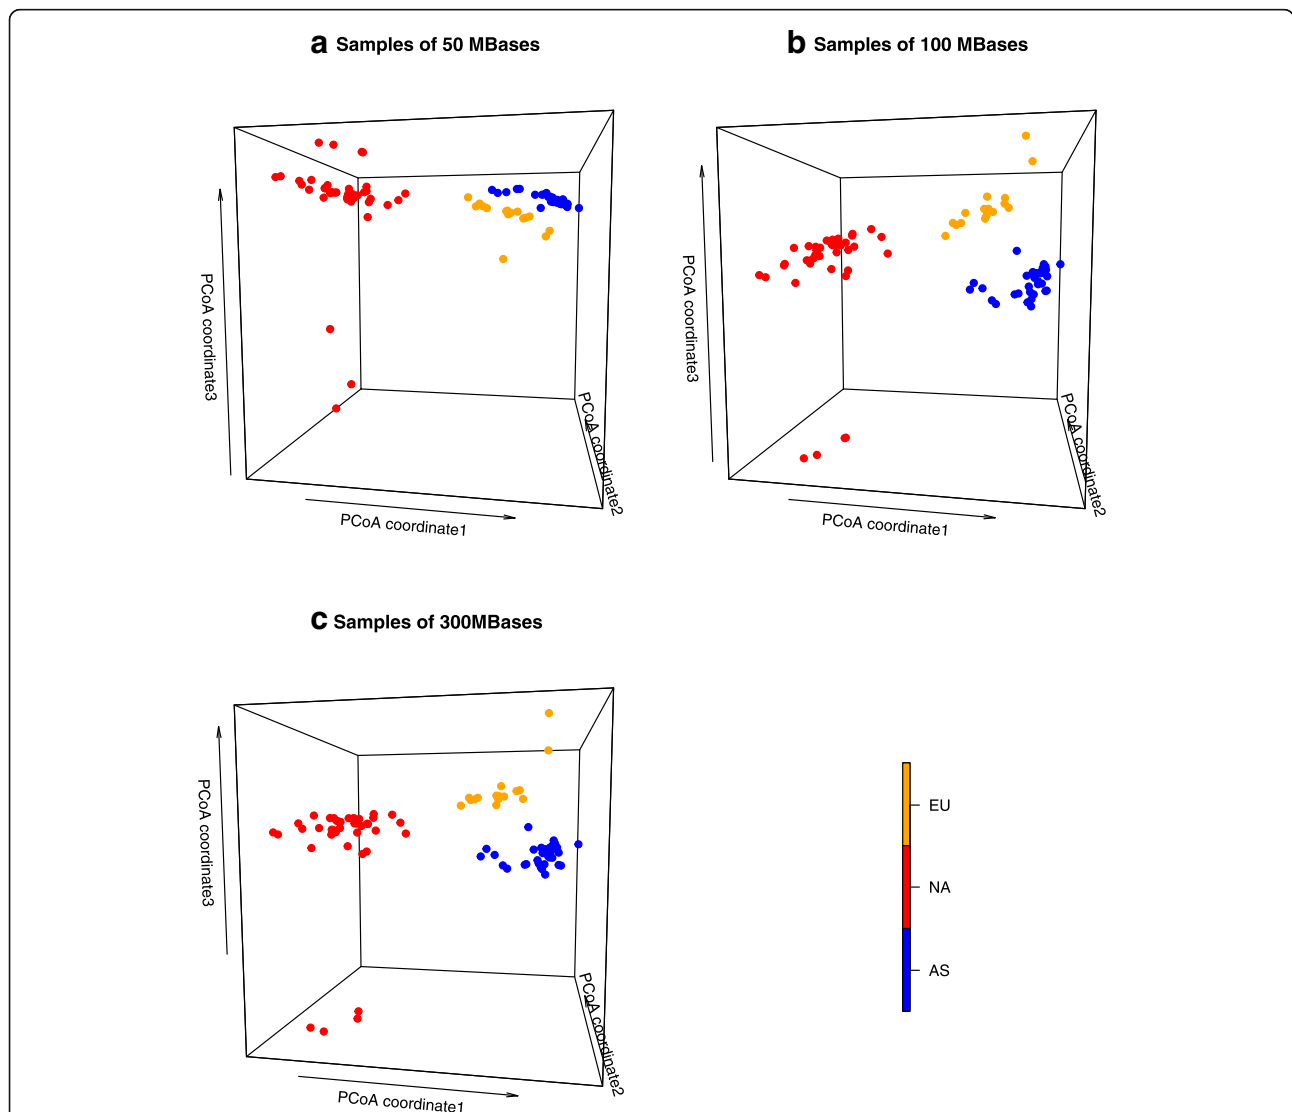 a Samples of 50 MBases
PCoA coordinate3
PCoA coordinate1
PCoA coordinate2
b Samples of 100 MBases
PCoA coordinate3
PCoA coordinate1
PCoA coordinate2
c Samples of 300MBases
PCoA coordinate3
PCoA coordinate1
PCoA coordinate2
EU
NA
AS